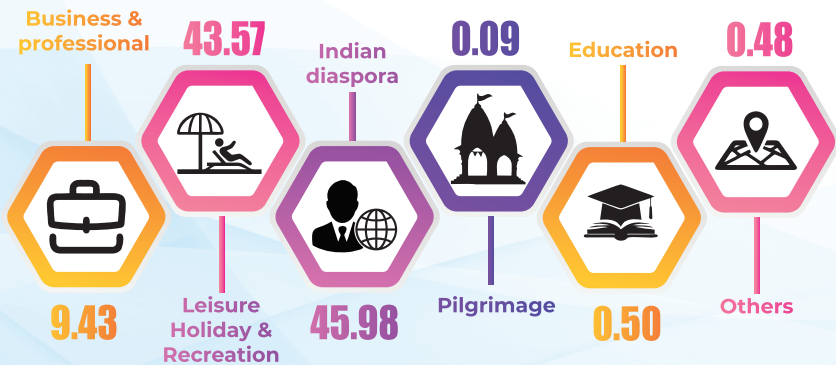 Business &
professional
9.43
43.57
Leisure
Holiday &
Recreation
Indian
diaspora
45.98
0.09
Pilgrimage
Education
0.50
0.48
Others